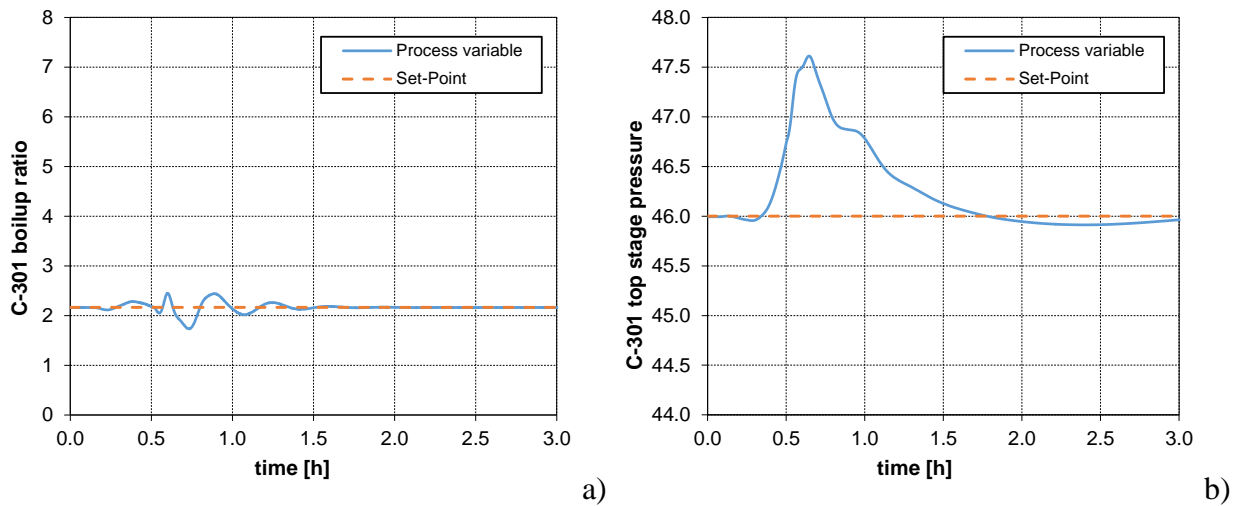 C-301 boilup ratio
8
7
6
5
4
3
2
1
0
Process variable
Set-Point
0.0 0.5 1.0 1.5 2.0 2.5 3.0
time [h]
a)
C-301 top stage pressure
48.0
47.5
47.0
46.5
46.0
45.5
45.0
44.5
44.0
Process variable
Set-Point
0.0 0.5 1.0 1.5 2.0 2.5 3.0
time [h]
b)